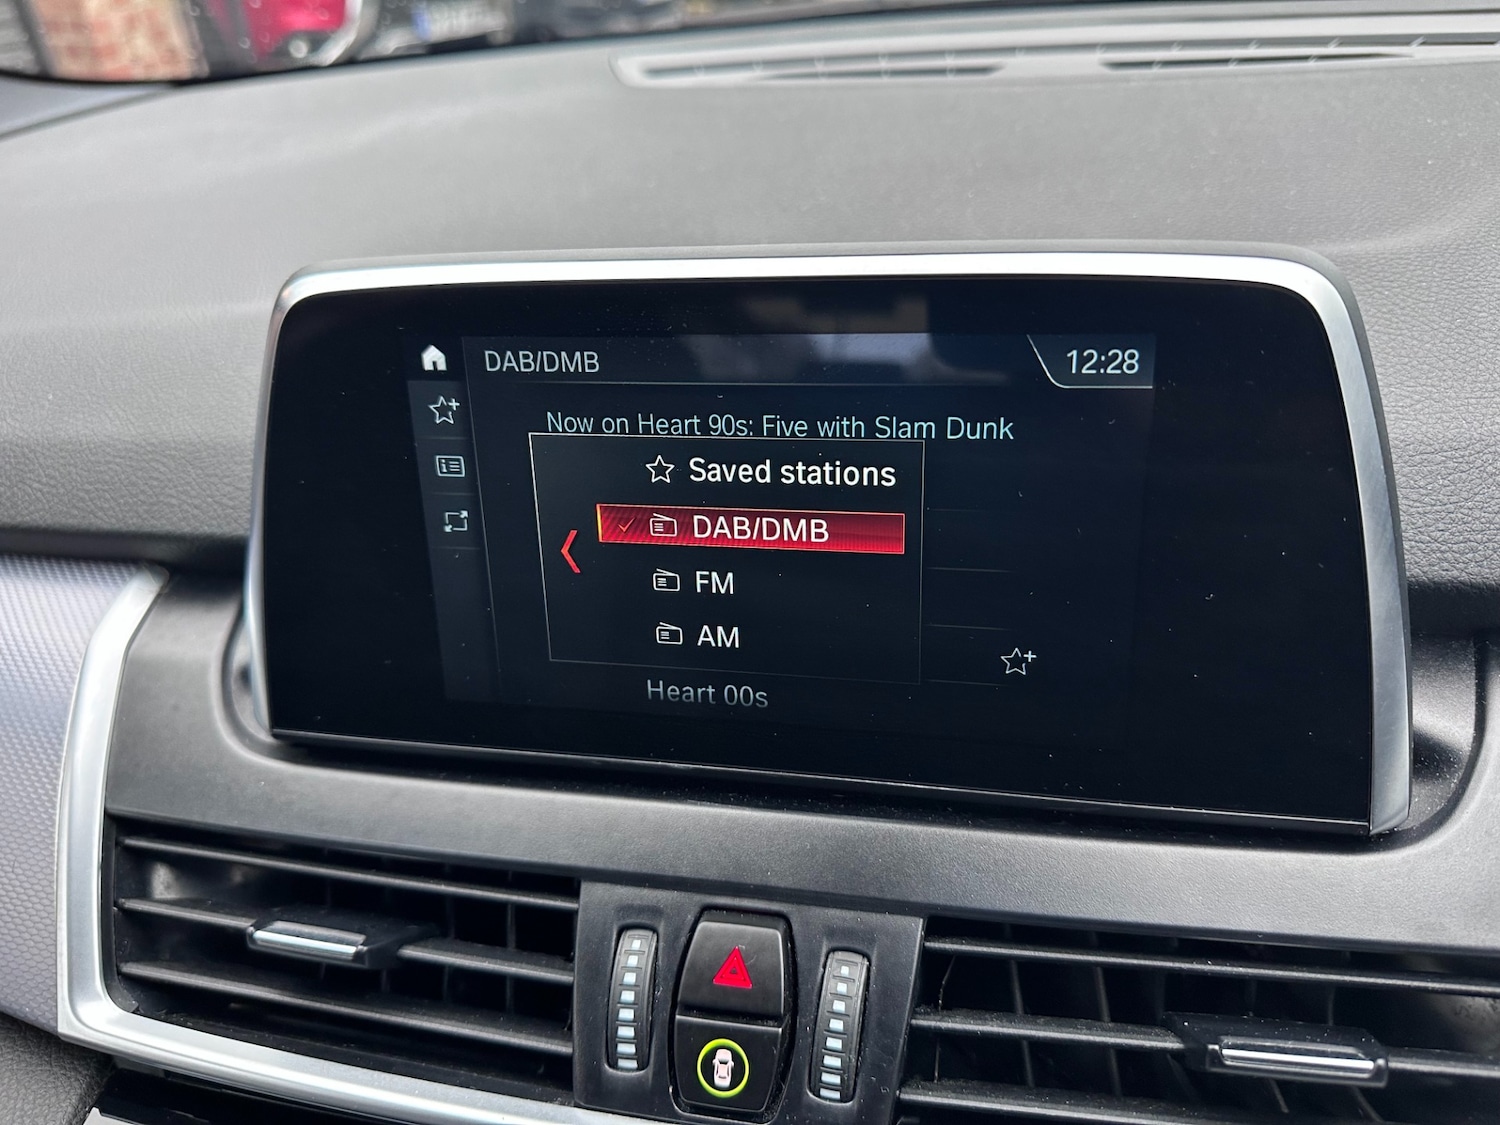 DAB/DMB
12:28
Now on Heart 90s: Five with Slam Dunk
Saved stations
DAB/DMB
FM
AM
Heart 00s